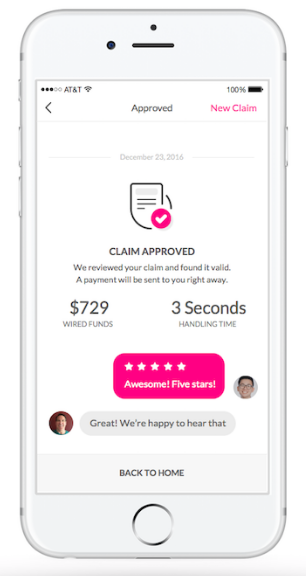 AT&T
100%
Approved
New Claim
December 23, 2016
CLAIM APPROVED
We reviewed your claim and found it valid.
A payment will be sent to you right away.
$729
3 Seconds
WIRED FUNDS
HANDLING TIME
Awesome! Five stars!
Great! We're happy to hear that
BACK TO HOME